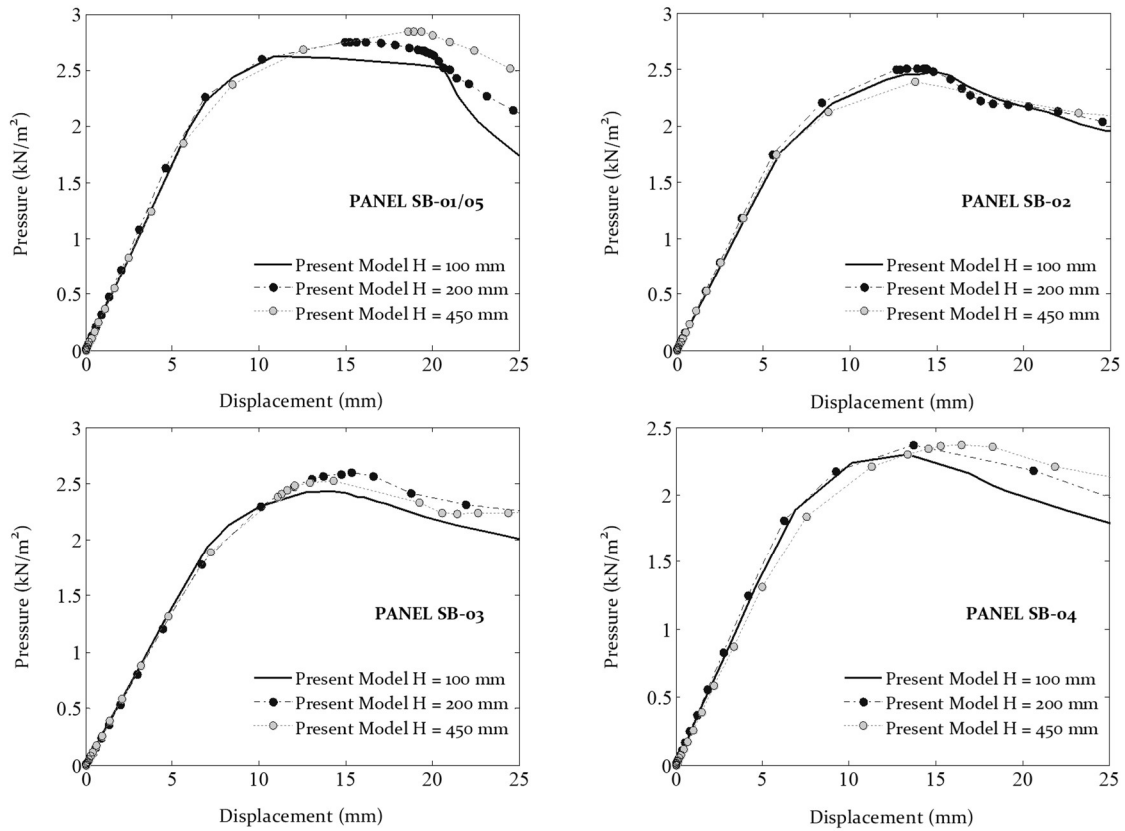 3
2.5
2
1.5
1
0.5
0
0 5 10 15 20 25
Pressure (kN/m²)
Displacement (mm)
PANEL SB-01/05
Present Model H = 100 mm
Present Model H = 200 mm
Present Model H = 450 mm
3
2.5
2
1.5
1
0.5
0
0 5 10 15 20 25
Pressure (kN/m²)
Displacement (mm)
PANEL SB-02
Present Model H = 100 mm
Present Model H = 200 mm
Present Model H = 450 mm
3
2.5
2
1.5
1
0.5
0
0 5 10 15 20 25
Pressure (kN/m²)
Displacement (mm)
PANEL SB-03
Present Model H = 100 mm
Present Model H = 200 mm
Present Model H = 450 mm
2.5
2
1.5
1
0.5
0
0 5 10 15 20 25
Pressure (kN/m²)
Displacement (mm)
PANEL SB-04
Present Model H = 100 mm
Present Model H = 200 mm
Present Model H = 450 mm